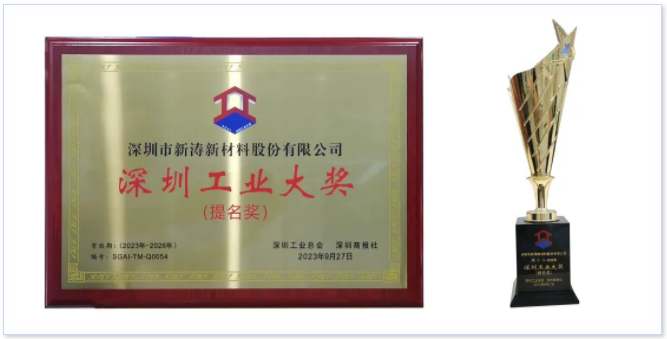 深圳市新涛新材料股份有限公司
深圳工业大奖
(提名奖)
有效期：(2023年-2026年)
编号：SGAI-TM-Q0054
深圳工业总会 深圳商报社
2023年9月27日
深圳工业大奖